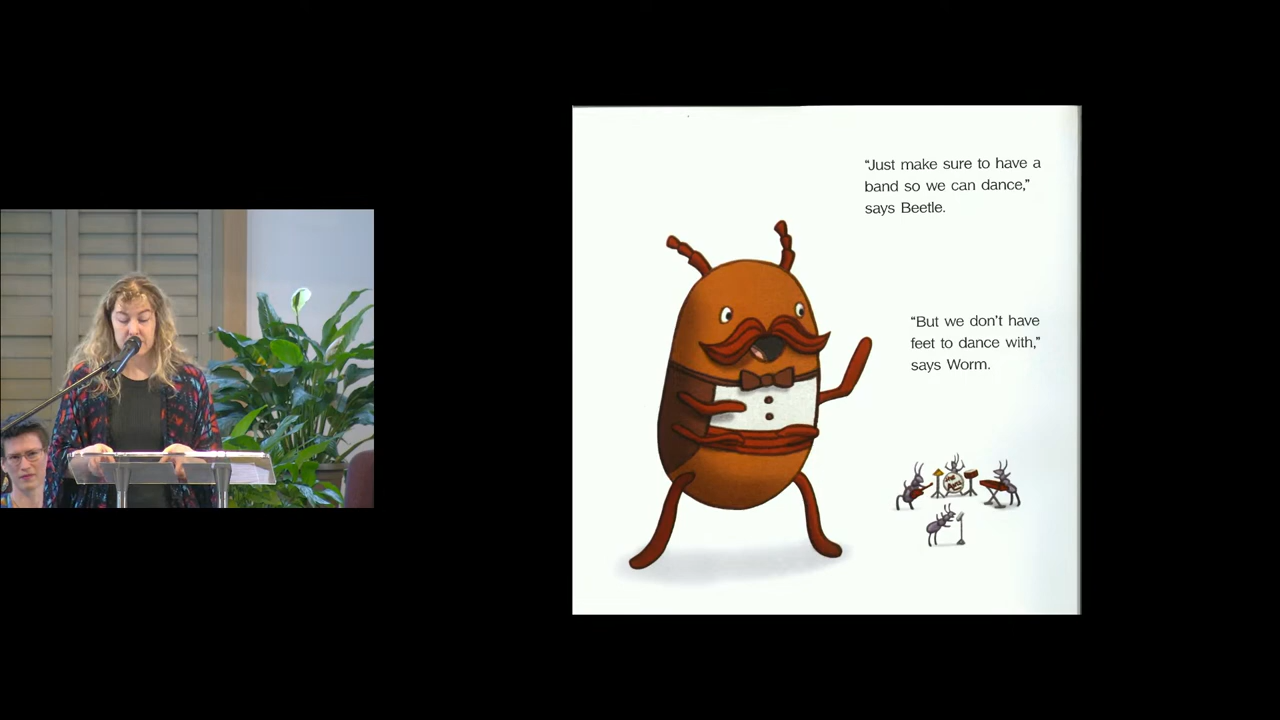 “Just make sure to have a
band so we can dance,”
says Beetle.
“But we don’t have
feet to dance with,”
says Worm.